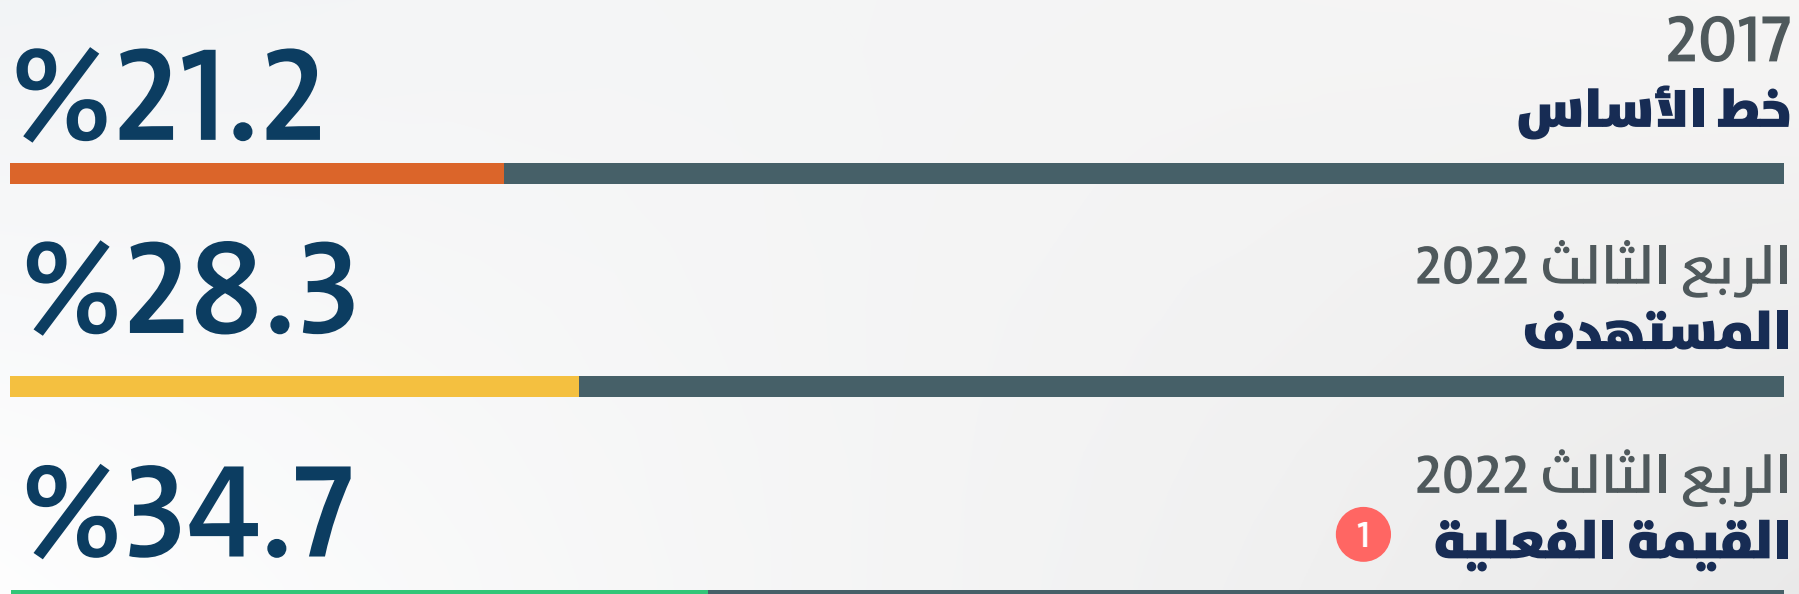 2017
خط الأساس
%21.2
الربع الثالث 2022
المستهدف
%28.3
الربع الثالث 2022
القيمة الفعلية 1
%34.7